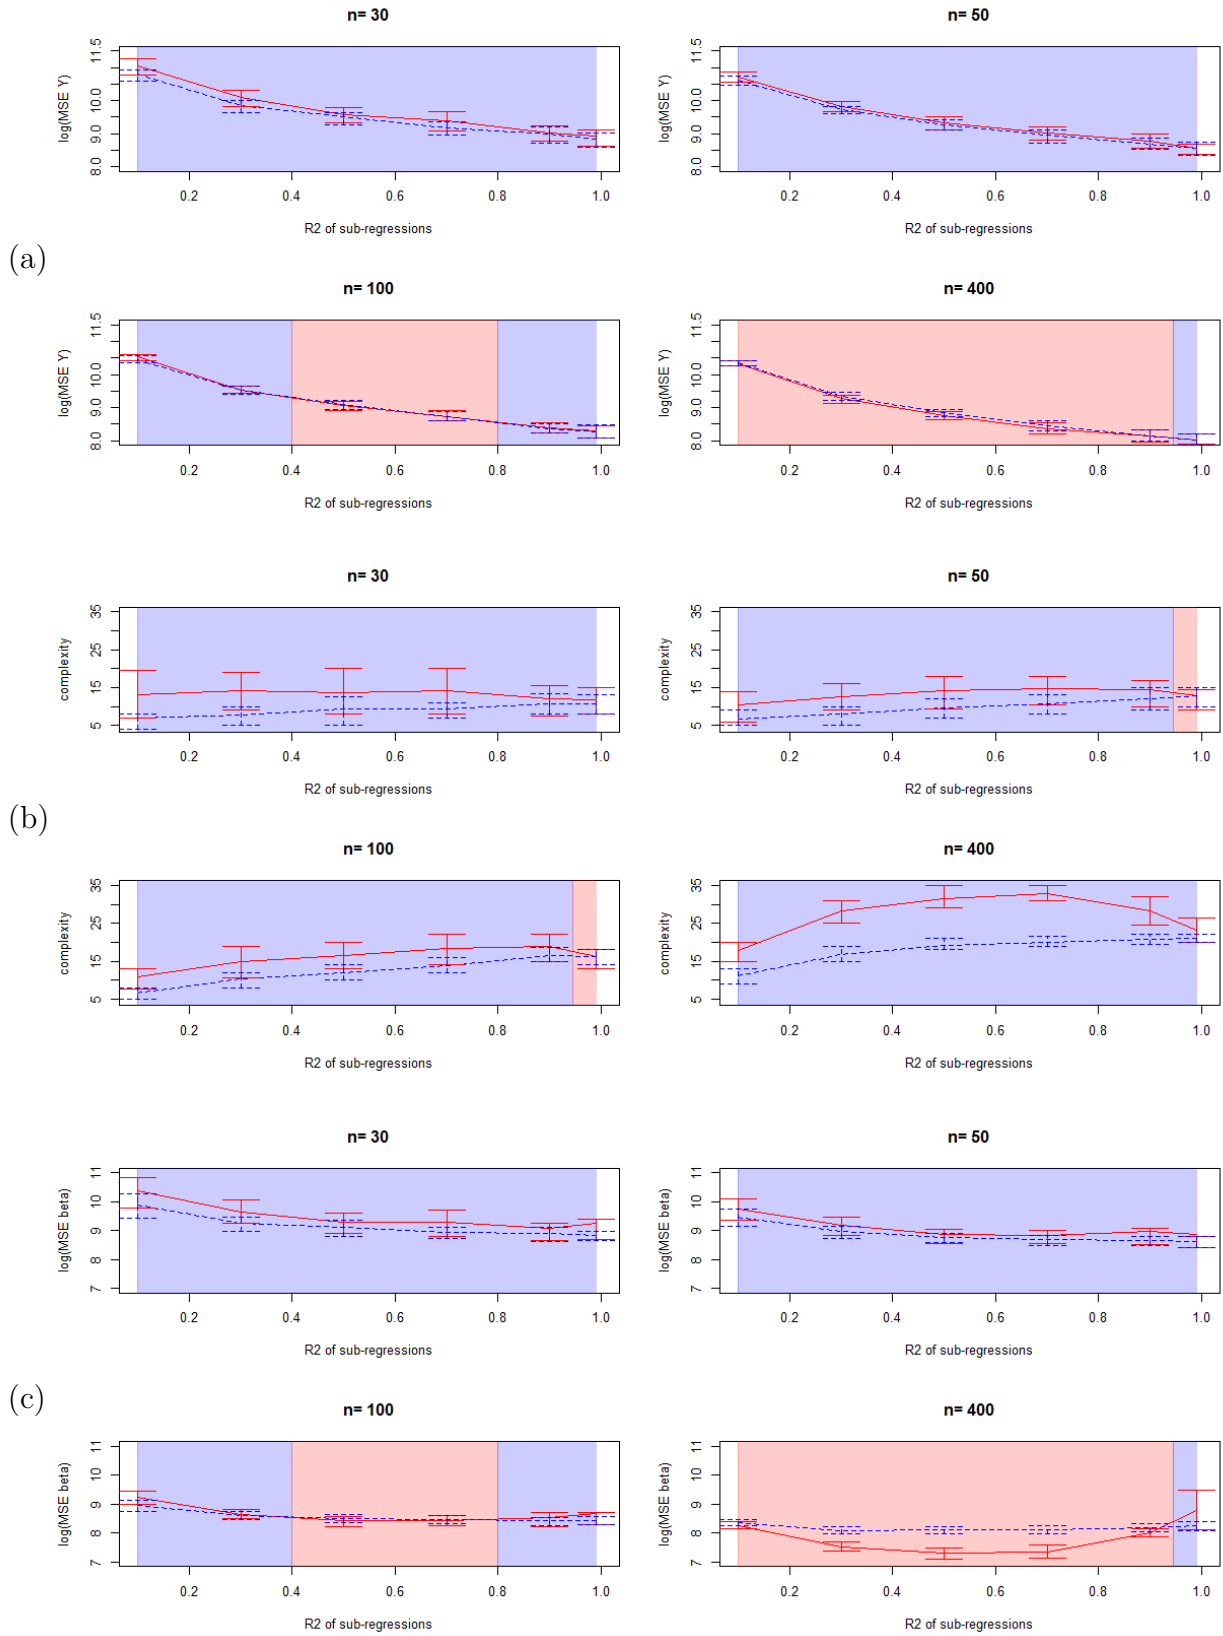 n= 30
n= 50
log(MSE Y)
8.0 9.0 10.0 11.5
0.2 0.4 0.6 0.8 1.0
R2 of sub-regressions
log(MSE Y)
8.0 9.0 10.0 11.5
0.2 0.4 0.6 0.8 1.0
R2 of sub-regressions
(a)
n= 100
n= 400
log(MSE Y)
8.0 9.0 10.0 11.5
0.2 0.4 0.6 0.8 1.0
R2 of sub-regressions
log(MSE Y)
8.0 9.0 10.0 11.5
0.2 0.4 0.6 0.8 1.0
R2 of sub-regressions
n= 30
n= 50
complexity
5 15 25 35
0.2 0.4 0.6 0.8 1.0
R2 of sub-regressions
complexity
5 15 25 35
0.2 0.4 0.6 0.8 1.0
R2 of sub-regressions
(b)
n= 100
n= 400
complexity
5 15 25 35
0.2 0.4 0.6 0.8 1.0
R2 of sub-regressions
complexity
5 15 25 35
0.2 0.4 0.6 0.8 1.0
R2 of sub-regressions
n= 30
n= 50
log(MSE beta)
7 8 9 10 11
0.2 0.4 0.6 0.8 1.0
R2 of sub-regressions
log(MSE beta)
7 8 9 10 11
0.2 0.4 0.6 0.8 1.0
R2 of sub-regressions
(c)
n= 100
n= 400
log(MSE beta)
7 8 9 10 11
0.2 0.4 0.6 0.8 1.0
R2 of sub-regressions
log(MSE beta)
7 8 9 10 11
0.2 0.4 0.6 0.8 1.0
R2 of sub-regressions